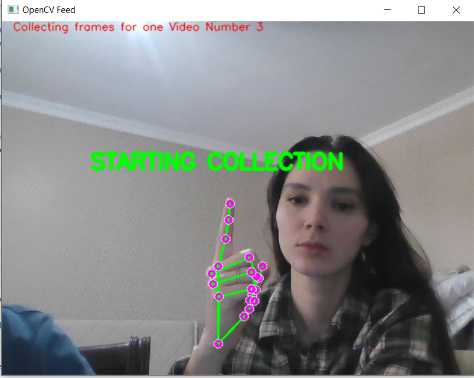 OpenCV Feed
Collecting frames for one Video Number 3
STARTING COLLECTION